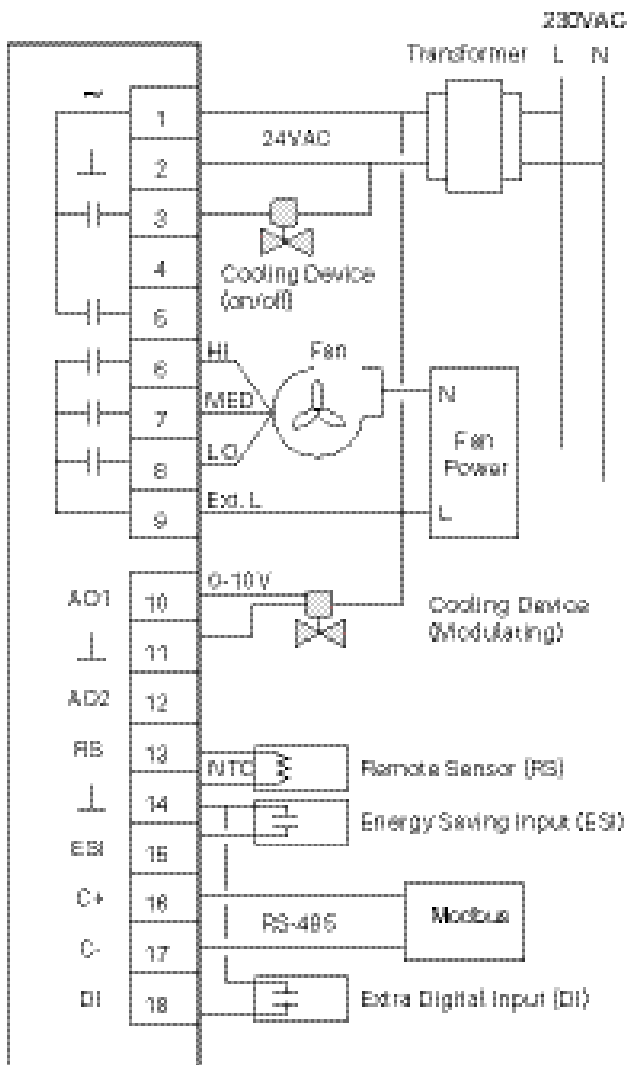 230VAC
Transformer L N
~
1
24VAC
2
3
Cooling Device
(on/off)
4
5
HI
Fan
6
MED
N
7
Fan
Power
LO
8
Ext. L
L
9
0-10V
AO1 10
Cooling Device
(Modulating)
11
AO2 12
RS 13
NTC
Remote Sensor (RS)
14
Energy Saving Input (ESI)
ESI 15
C+ 16
RS-485
Modbus
C- 17
DI 18
Extra Digital Input (DI)